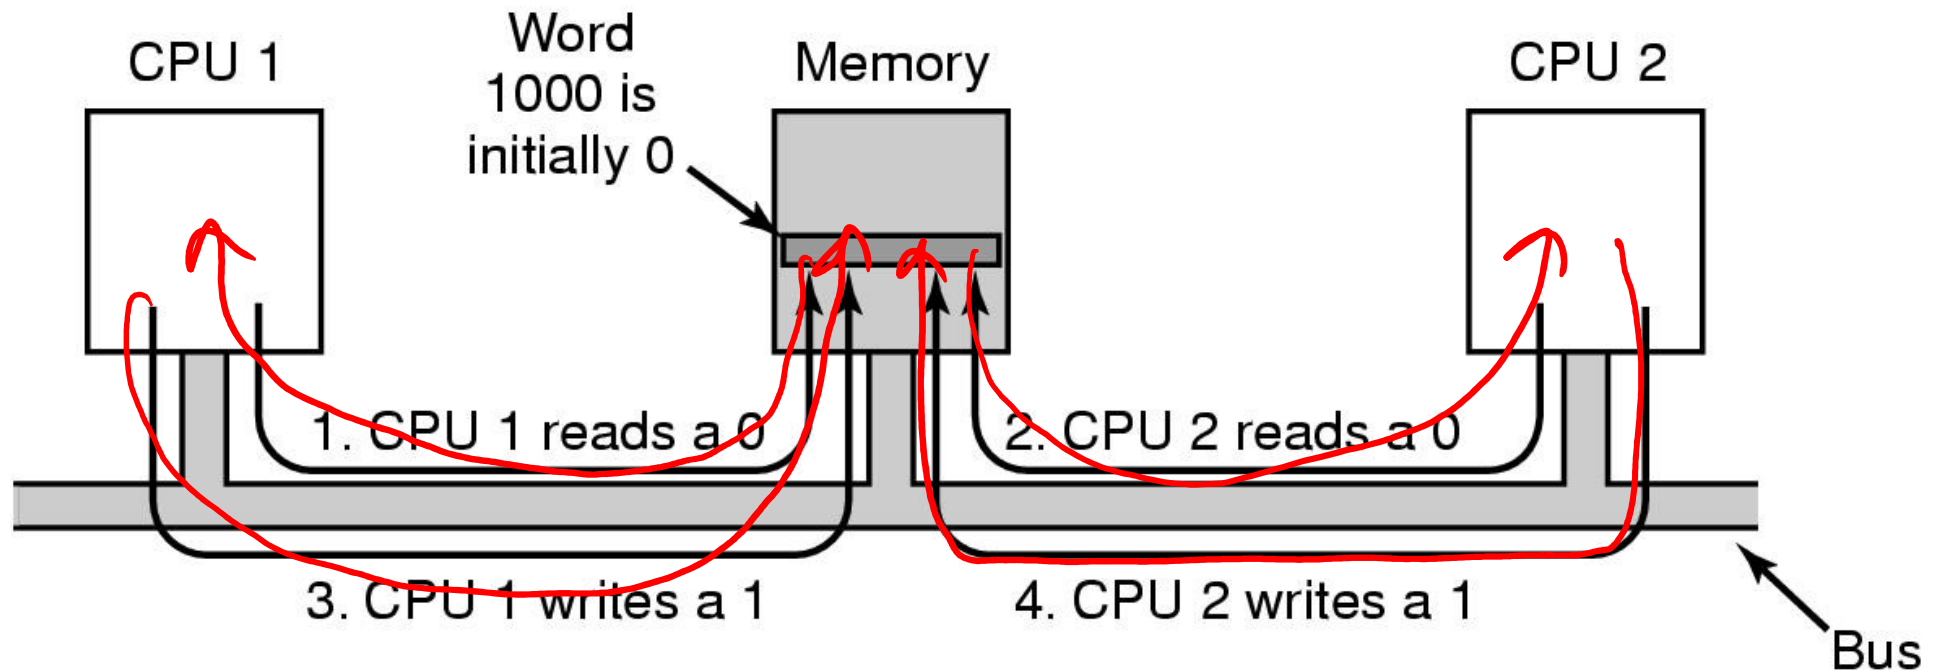 CPU 1
Word
1000 is
initially 0
Memory
CPU 2
1. CPU 1 reads a 0
2. CPU 2 reads a 0
3. CPU 1 writes a 1
4. CPU 2 writes a 1
Bus